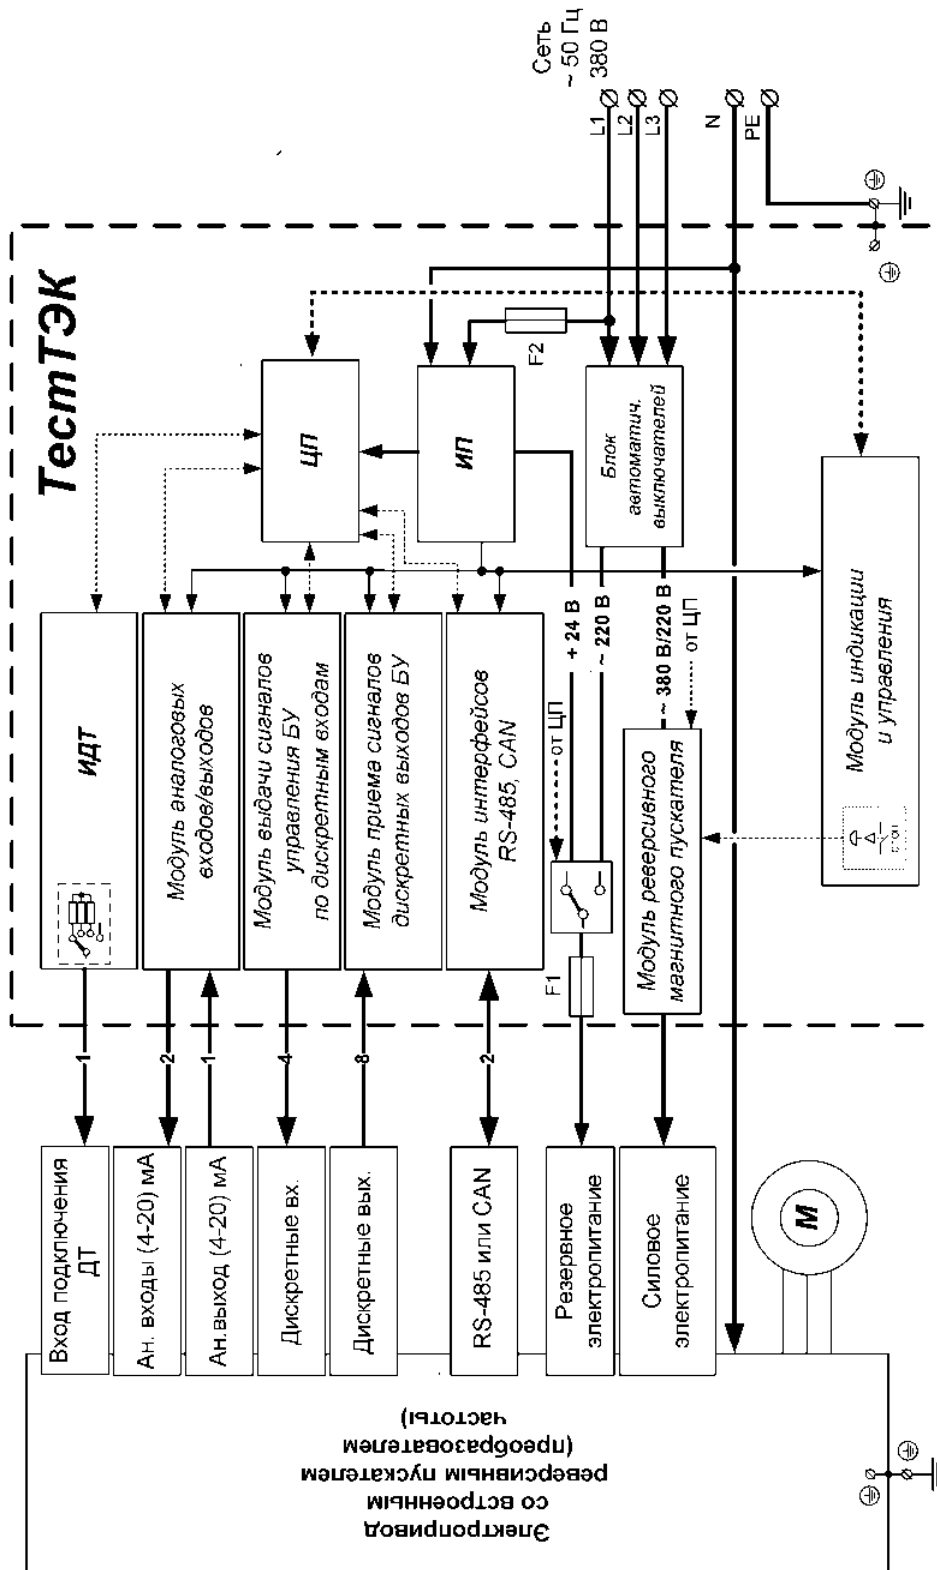 Электропривод
со встроенным
реверсивным пускателем
(преобразователем
частоты)
Вход подключения
ДТ
Ан. входы (4-20) мА
Ан.выход (4-20) мА
Дискретные вх.
Дискретные вых.
RS-485 или CAN
Резервное
электропитание
Силовое
электропитание
М
1
2
1
4
8
2
F1
ТестТЭК
ИДТ
Модуль аналоговых
входов/выходов
Модуль выдачи сигналов
управления БУ
по дискретным входам
Модуль приема сигналов
дискретных выходов БУ
Модуль интерфейсов
RS-485, CAN
от ЦП
+ 24 В
~ 220 В
~ 380 В/220 В
от ЦП
Модуль реверсивного
магнитного пускателя
Модуль индикации
и управления
ЦП
ИП
F2
Блок
автоматич.
выключателей
Сеть
~ 50 Гц
380 В
L1
L2
L3
N
PE